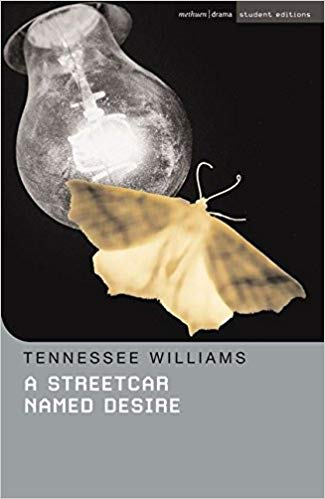 methuen | drama student editions
TENNESSEE WILLIAMS
A STREETCAR
NAMED DESIRE